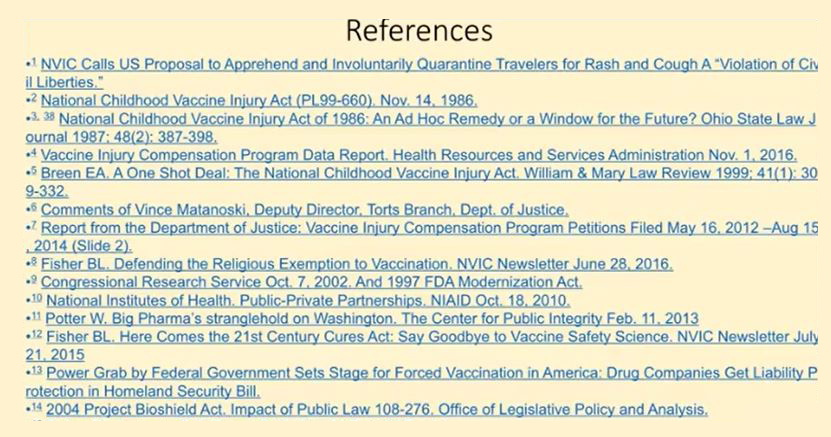 References
•1 NVIC Calls US Proposal to Apprehend and Involuntarily Quarantine Travelers for Rash and Cough A “Violation of Civ
il Liberties.”
•2 National Childhood Vaccine Injury Act (PL99-660). Nov. 14, 1986.
•3, 38 National Childhood Vaccine Injury Act of 1986: An Ad Hoc Remedy or a Window for the Future? Ohio State Law J
ournal 1987; 48(2): 387-398.
•4 Vaccine Injury Compensation Program Data Report. Health Resources and Services Administration Nov. 1, 2016.
•5 Breen EA. A One Shot Deal: The National Childhood Vaccine Injury Act. William & Mary Law Review 1999; 41(1): 30
9-332.
•6 Comments of Vince Matanoski, Deputy Director, Torts Branch, Dept. of Justice.
•7 Report from the Department of Justice: Vaccine Injury Compensation Program Petitions Filed May 16, 2012 –Aug 15
, 2014 (Slide 2).
•8 Fisher BL. Defending the Religious Exemption to Vaccination. NVIC Newsletter June 28, 2016.
•9 Congressional Research Service Oct. 7, 2002. And 1997 FDA Modernization Act.
•10 National Institutes of Health. Public-Private Partnerships. NIAID Oct. 18, 2010.
•11 Potter W. Big Pharma’s stranglehold on Washington. The Center for Public Integrity Feb. 11, 2013
•12 Fisher BL. Here Comes the 21st Century Cures Act: Say Goodbye to Vaccine Safety Science. NVIC Newsletter July
21, 2015
•13 Power Grab by Federal Government Sets Stage for Forced Vaccination in America: Drug Companies Get Liability P
rotection in Homeland Security Bill.
•14 2004 Project Bioshield Act. Impact of Public Law 108-276. Office of Legislative Policy and Analysis.